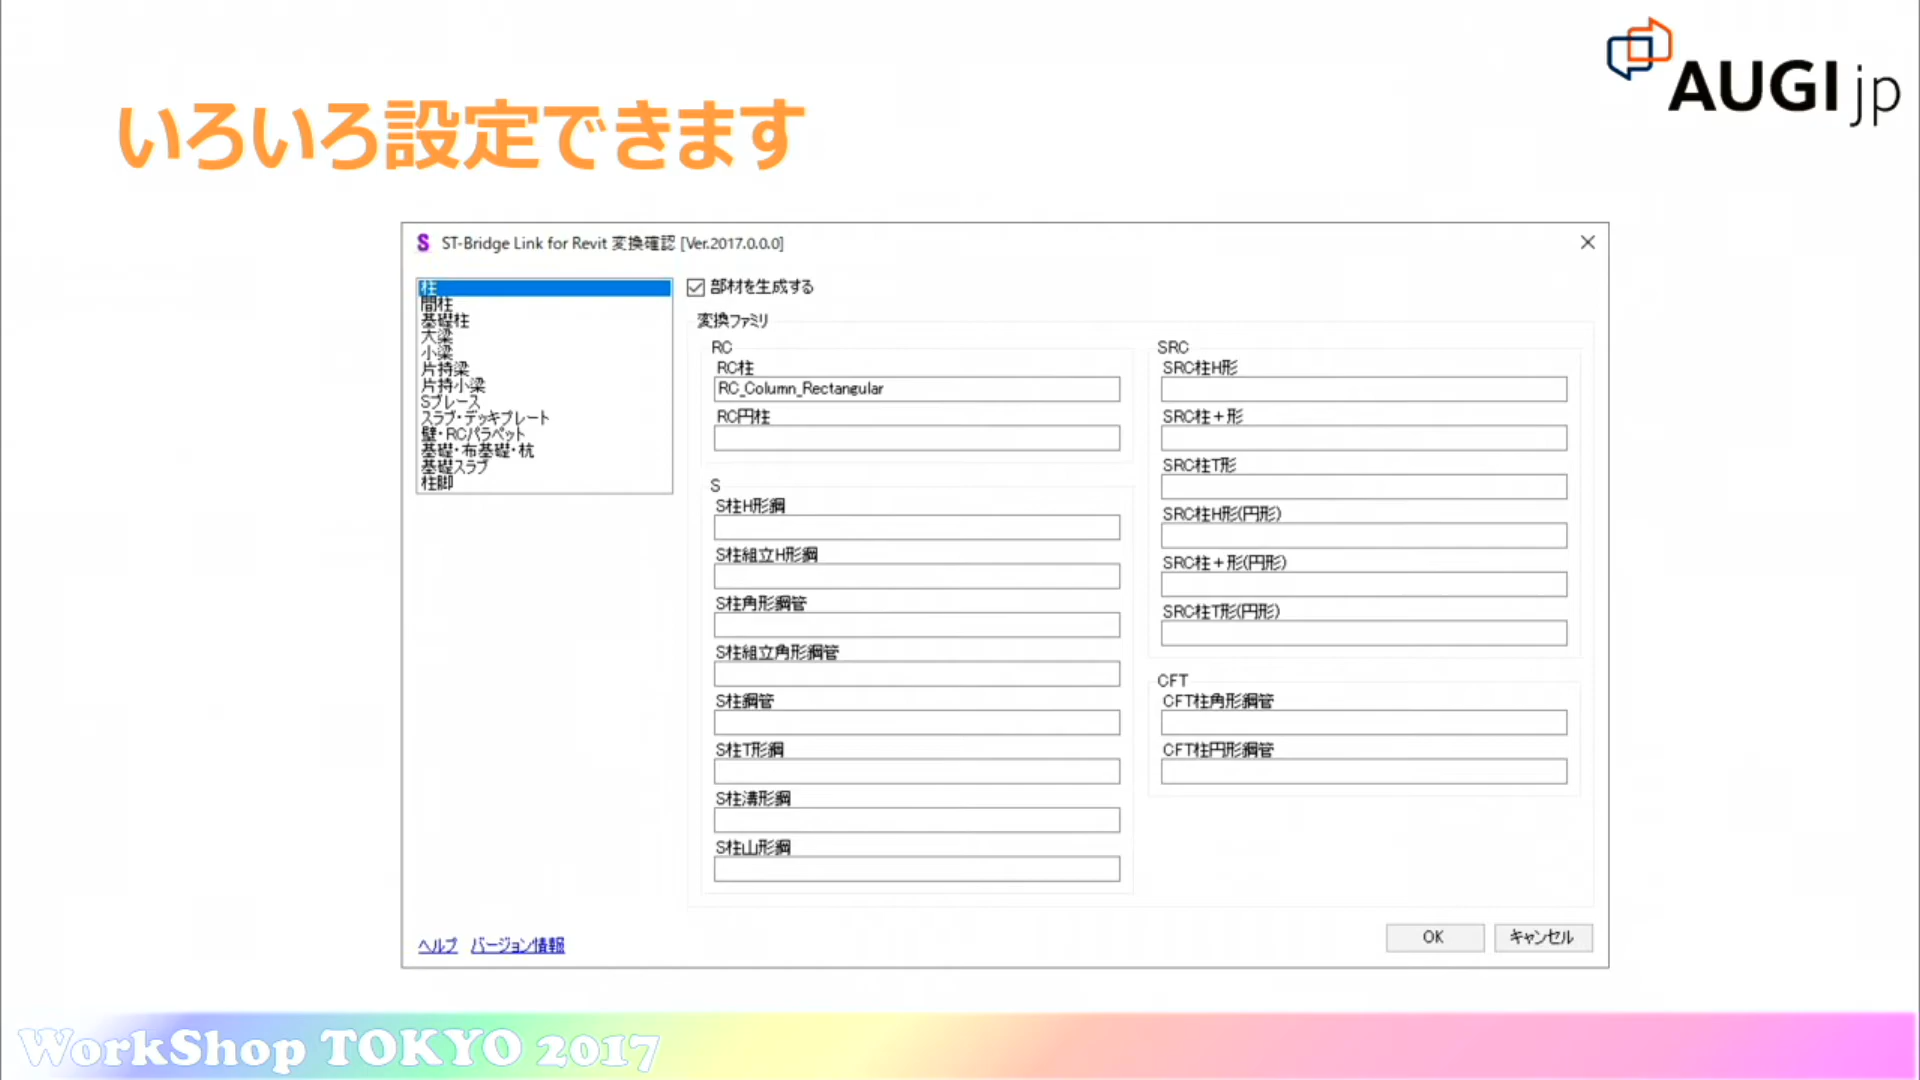 AUGI jp
いろいろ設定できます
ST-Bridge Link for Revit 変換確認 [Ver.2017.0.0.0]
柱
間柱
基礎柱
大梁
小梁
片持梁
片持小梁
Sブレース
スラブ・デッキプレート
壁・RCパラペット
基礎・布基礎・杭
基礎スラブ
柱脚
部材を生成する
変換ファミリ
RC
RC柱
RC_Column_Rectangular
RC円柱
S
S柱H形鋼
S柱組立H形鋼
S柱角形鋼管
S柱組立角形鋼管
S柱鋼管
S柱T形鋼
S柱溝形鋼
S柱山形鋼
SRC
SRC柱H形
SRC柱+形
SRC柱T形
SRC柱H形(円形)
SRC柱+形(円形)
SRC柱T形(円形)
CFT
CFT柱角形鋼管
CFT柱円形鋼管
ヘルプ バージョン情報
OK キャンセル
WorkShop TOKYO 2017